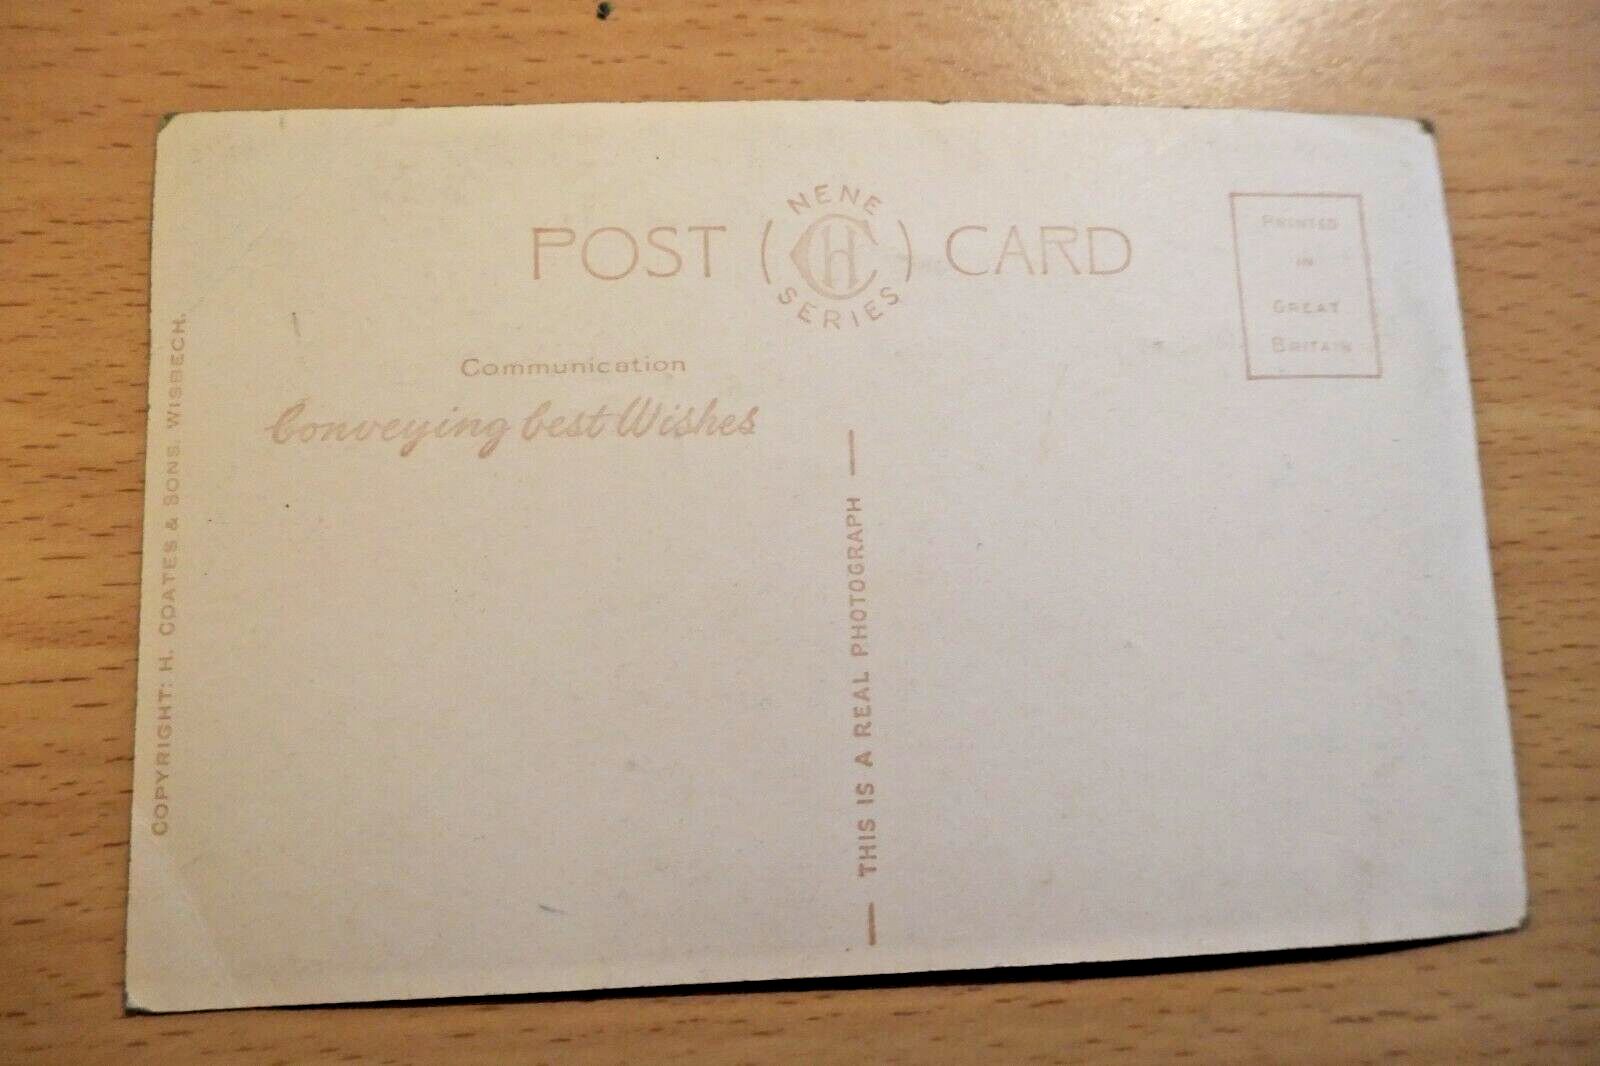 POST ( NENE CH SERIES ) CARD
PRINTED
IN
GREAT
BRITAIN
Communication
Conveying best Wishes
COPYRIGHT: H. COATES & SONS. WISBECH.
— THIS IS A REAL PHOTOGRAPH —